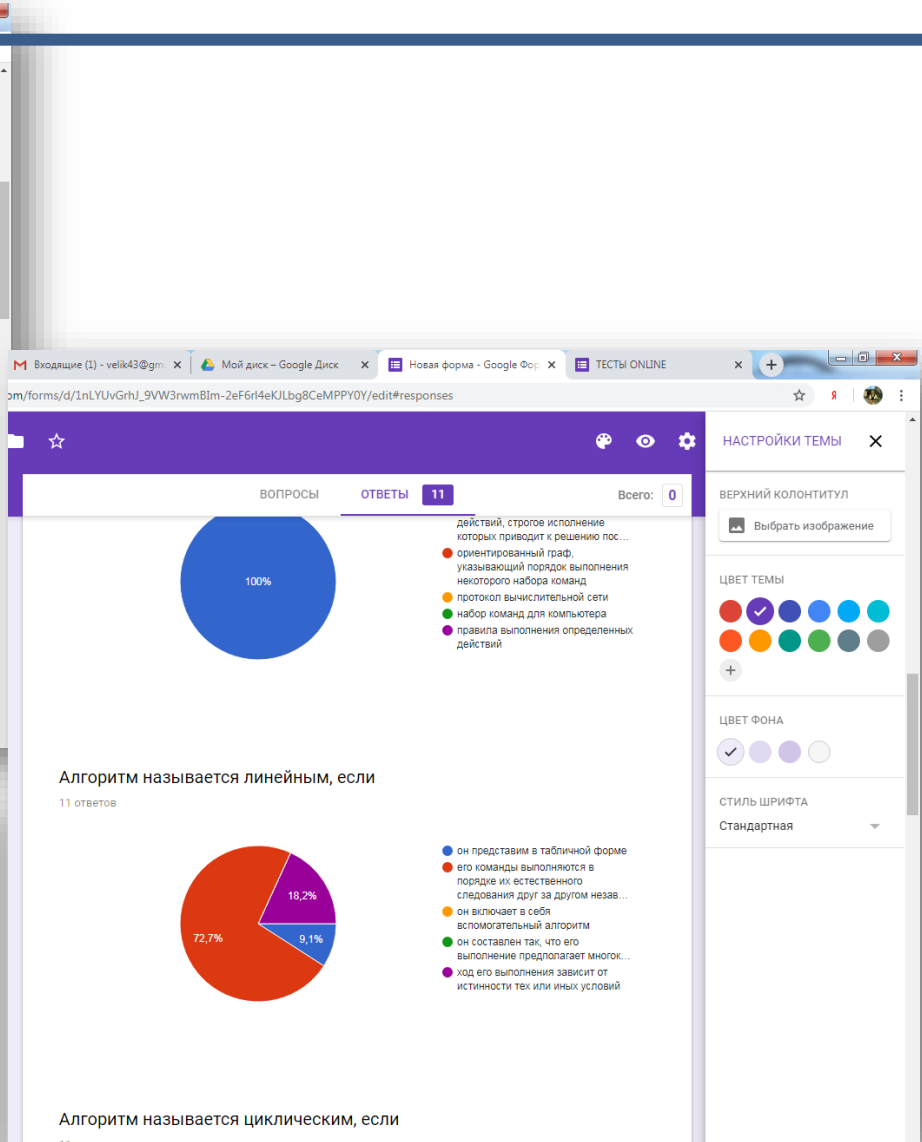 Входящие (1) - velik43@gm
Мой диск – Google Диск
Новая форма - Google Фор
ТЕСТЫ ONLINE
om/forms/d/1nLYUvGrhJ_9VW3rwmBIm-2eF6rl4eKJLbg8CeMPPY0Y/edit#responses
Я
НАСТРОЙКИ ТЕМЫ
ВОПРОСЫ
ОТВЕТЫ 11
Всего: 0
ВЕРХНИЙ КОЛОНТИТУЛ
Выбрать изображение
ЦВЕТ ТЕМЫ
ЦВЕТ ФОНА
СТИЛЬ ШРИФТА
Стандартная
100%
действий, строгое исполнение
которых приводит к решению пос...
ориентированный граф,
указывающий порядок выполнения
некоторого набора команд
протокол вычислительной сети
набор команд для компьютера
правила выполнения определенных
действий
Алгоритм называется линейным, если
11 ответов
18,2%
72,7%
9,1%
он представим в табличной форме
его команды выполняются в
порядке их естественного
следования друг за другом незав...
он включает в себя
вспомогательный алгоритм
он составлен так, что его
выполнение предполагает многок...
ход его выполнения зависит от
истинности тех или иных условий
Алгоритм называется циклическим, если